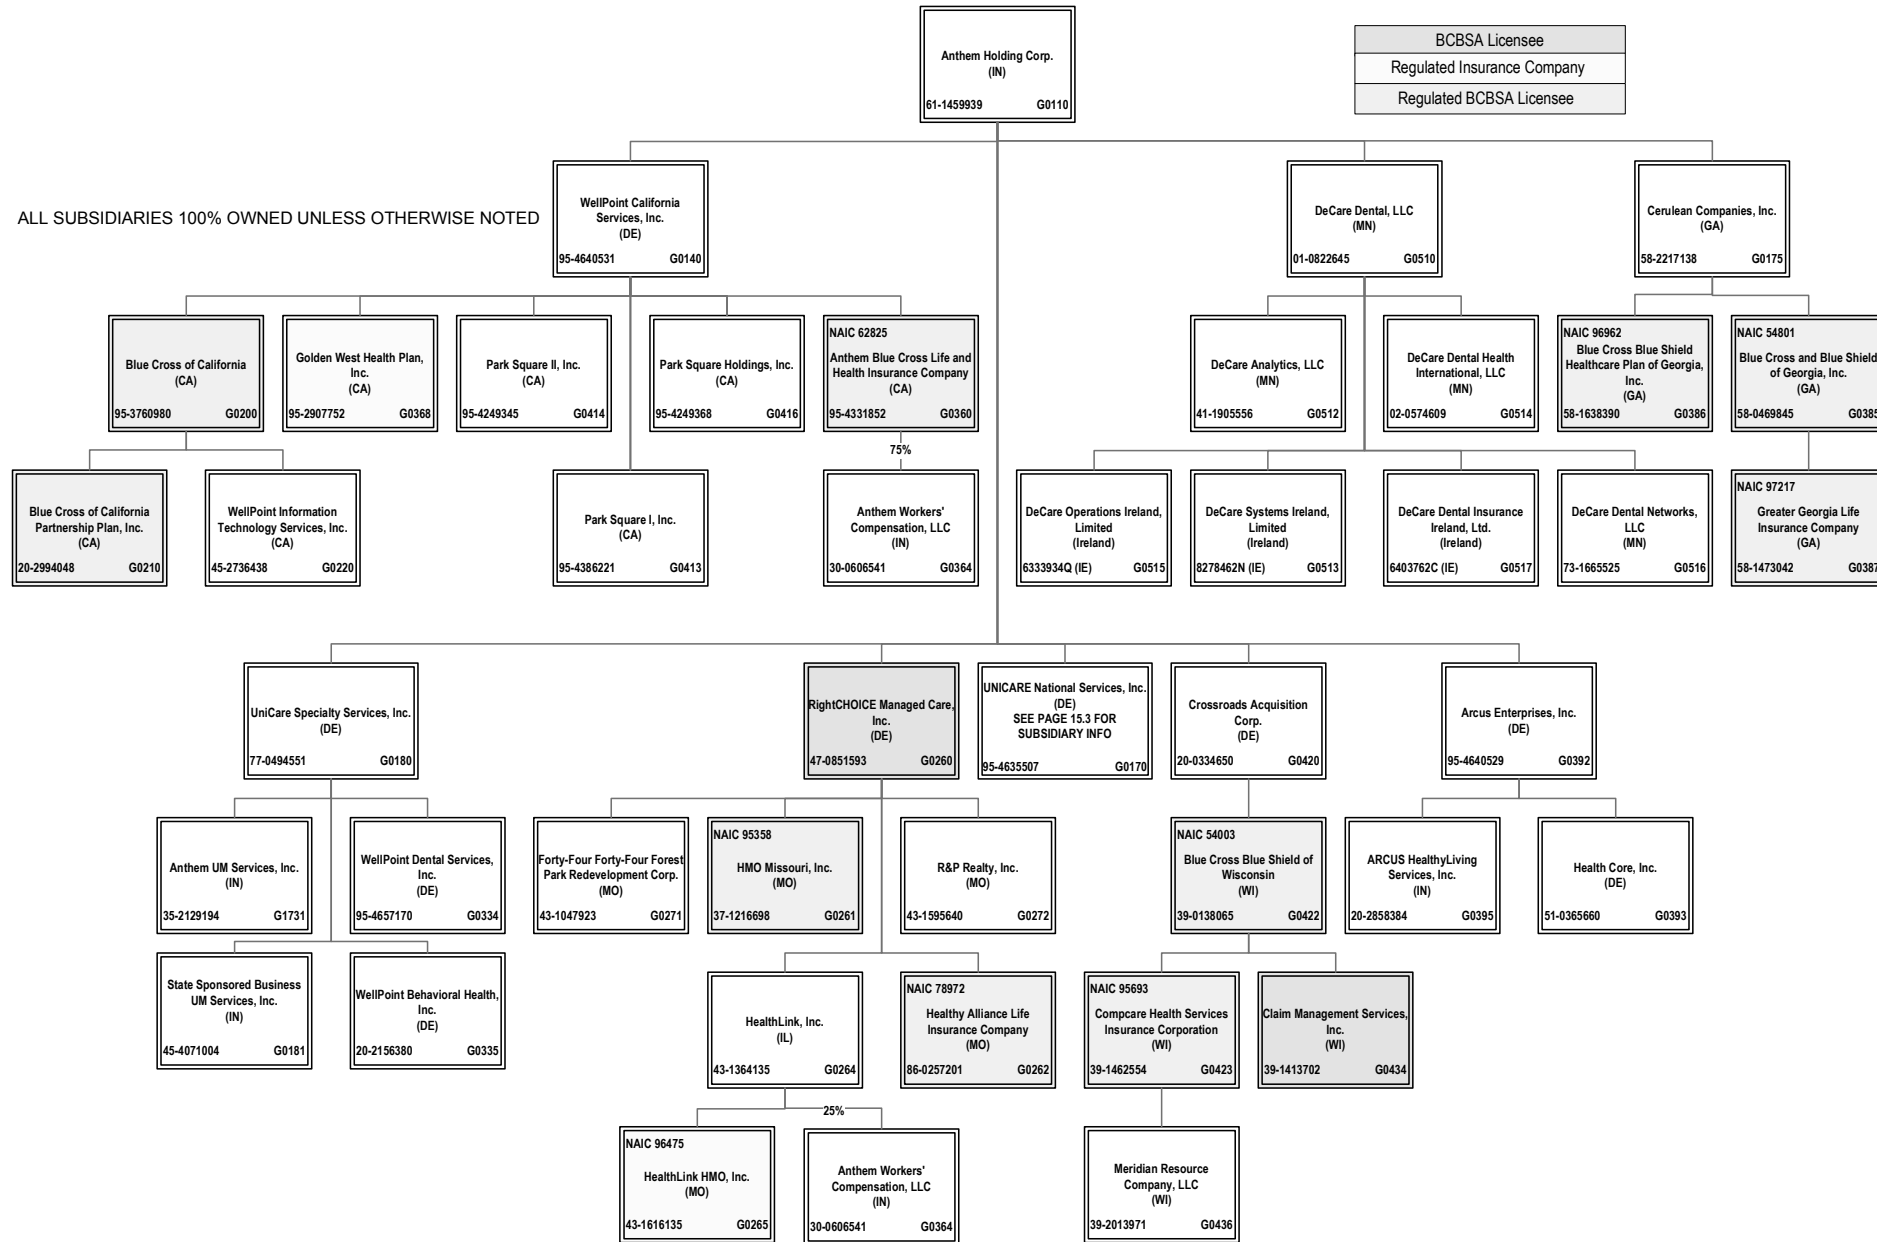 Anthem Holding Corp.
(IN)
61-1459939 G0110
BCBSA Licensee
Regulated Insurance Company
Regulated BCBSA Licensee
ALL SUBSIDIARIES 100% OWNED UNLESS OTHERWISE NOTED
WellPoint California
Services, Inc.
(DE)
95-4640531 G0140
DeCare Dental, LLC
(MN)
01-0822645 G0510
Cerulean Companies, Inc.
(GA)
58-2217138 G0175
Blue Cross of California
(CA)
95-3760980 G0200
Golden West Health Plan,
Inc.
(CA)
95-2907752 G0368
Park Square II, Inc.
(CA)
95-4249345 G0414
Park Square Holdings, Inc.
(CA)
95-4249368 G0416
NAIC 62825
Anthem Blue Cross Life and
Health Insurance Company
(CA)
95-4331852 G0360
DeCare Analytics, LLC
(MN)
41-1905556 G0512
DeCare Dental Health
International, LLC
(MN)
02-0574609 G0514
NAIC 96962
Blue Cross Blue Shield
Healthcare Plan of Georgia,
Inc.
(GA)
58-1638390 G0386
NAIC 54801
Blue Cross and Blue Shield
of Georgia, Inc.
(GA)
58-0469845 G0385
75%
Blue Cross of California
Partnership Plan, Inc.
(CA)
20-2994048 G0210
WellPoint Information
Technology Services, Inc.
(CA)
45-2736438 G0220
Park Square I, Inc.
(CA)
95-4386221 G0413
Anthem Workers'
Compensation, LLC
(IN)
30-0606541 G0364
DeCare Operations Ireland,
Limited
(Ireland)
6333934Q (IE) G0515
DeCare Systems Ireland,
Limited
(Ireland)
8278462N (IE) G0513
DeCare Dental Insurance
Ireland, Ltd.
(Ireland)
6403762C (IE) G0517
DeCare Dental Networks,
LLC
(MN)
73-1665525 G0516
NAIC 97217
Greater Georgia Life
Insurance Company
(GA)
58-1473042 G0387
UniCare Specialty Services, Inc.
(DE)
77-0494551 G0180
RightCHOICE Managed Care,
Inc.
(DE)
47-0851593 G0260
UNICARE National Services, Inc.
(DE)
SEE PAGE 15.3 FOR
SUBSIDIARY INFO
95-4635507 G0170
Crossroads Acquisition
Corp.
(DE)
20-0334650 G0420
Arcus Enterprises, Inc.
(DE)
95-4640529 G0392
Anthem UM Services, Inc.
(IN)
35-2129194 G1731
WellPoint Dental Services,
Inc.
(DE)
95-4657170 G0334
Forty-Four Forty-Four Forest
Park Redevelopment Corp.
(MO)
43-1047923 G0271
NAIC 95358
HMO Missouri, Inc.
(MO)
37-1216698 G0261
R&P Realty, Inc.
(MO)
43-1595640 G0272
NAIC 54003
Blue Cross Blue Shield of
Wisconsin
(WI)
39-0138065 G0422
ARCUS HealthyLiving
Services, Inc.
(IN)
20-2858384 G0395
Health Core, Inc.
(DE)
51-0365660 G0393
State Sponsored Business
UM Services, Inc.
(IN)
45-4071004 G0181
WellPoint Behavioral Health,
Inc.
(DE)
20-2156380 G0335
HealthLink, Inc.
(IL)
43-1364135 G0264
NAIC 78972
Healthy Alliance Life
Insurance Company
(MO)
86-0257201 G0262
NAIC 95693
Compcare Health Services
Insurance Corporation
(WI)
39-1462554 G0423
Claim Management Services,
Inc.
(WI)
39-1413702 G0434
25%
NAIC 96475
HealthLink HMO, Inc.
(MO)
43-1616135 G0265
Anthem Workers'
Compensation, LLC
(IN)
30-0606541 G0364
Meridian Resource
Company, LLC
(WI)
39-2013971 G0436